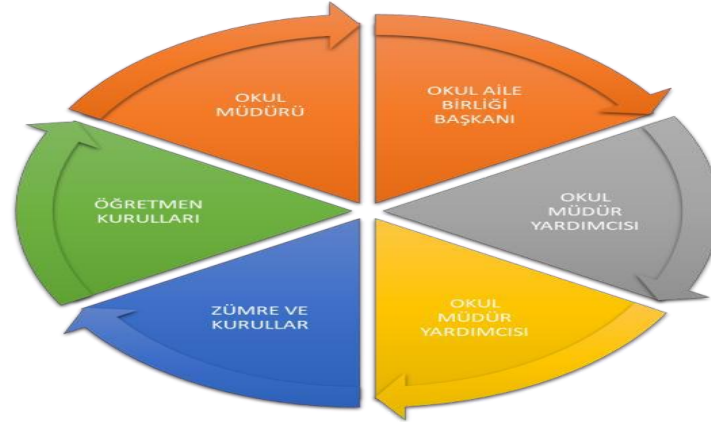 OKUL
MÜDÜRÜ
OKUL AİLE
BİRLİĞİ
BAŞKANI
OKUL
MÜDÜR
YARDIMCISI
OKUL
MÜDÜR
YARDIMCISI
ZÜMRE VE
KURULLAR
ÖĞRETMEN
KURULLARI